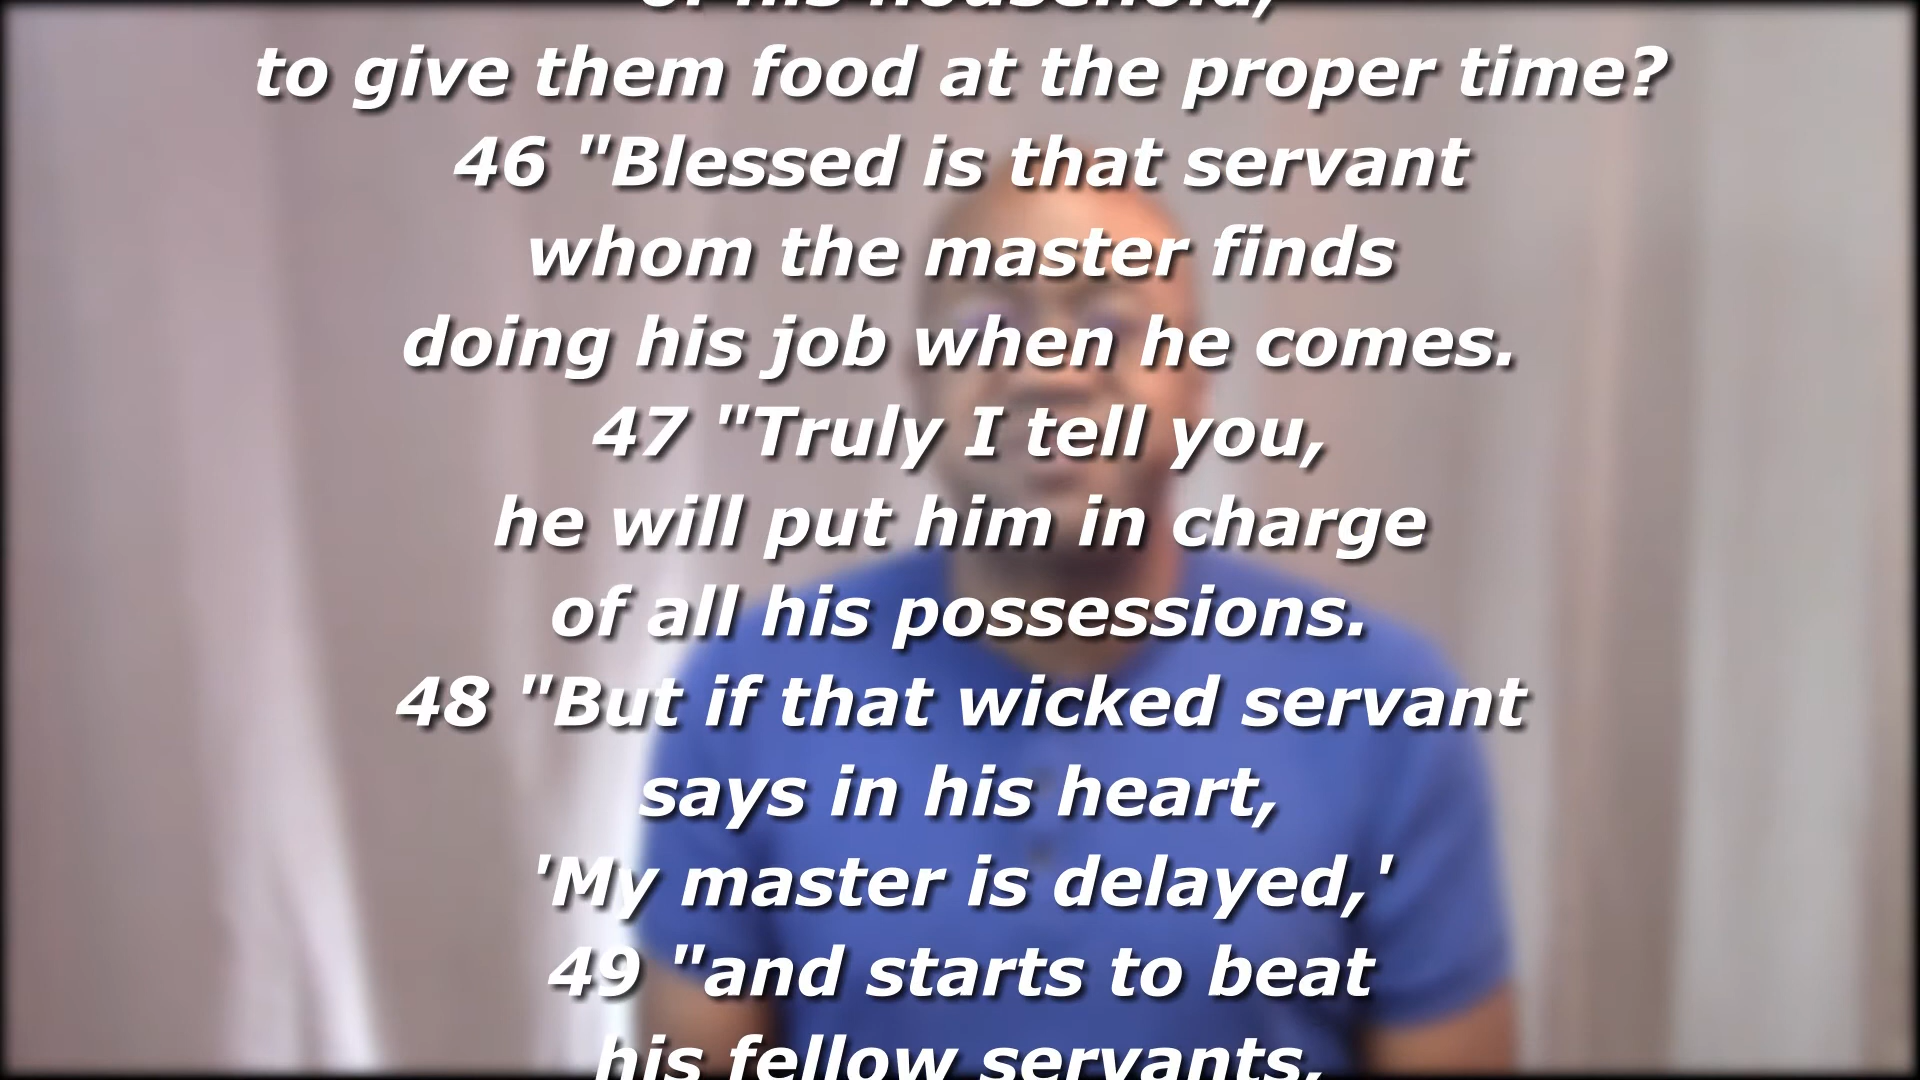 of his household,
to give them food at the proper time?
46 "Blessed is that servant
whom the master finds
doing his job when he comes.
47 "Truly I tell you,
he will put him in charge
of all his possessions.
48 "But if that wicked servant
says in his heart,
'My master is delayed,'
49 "and starts to beat
his fellow servants,